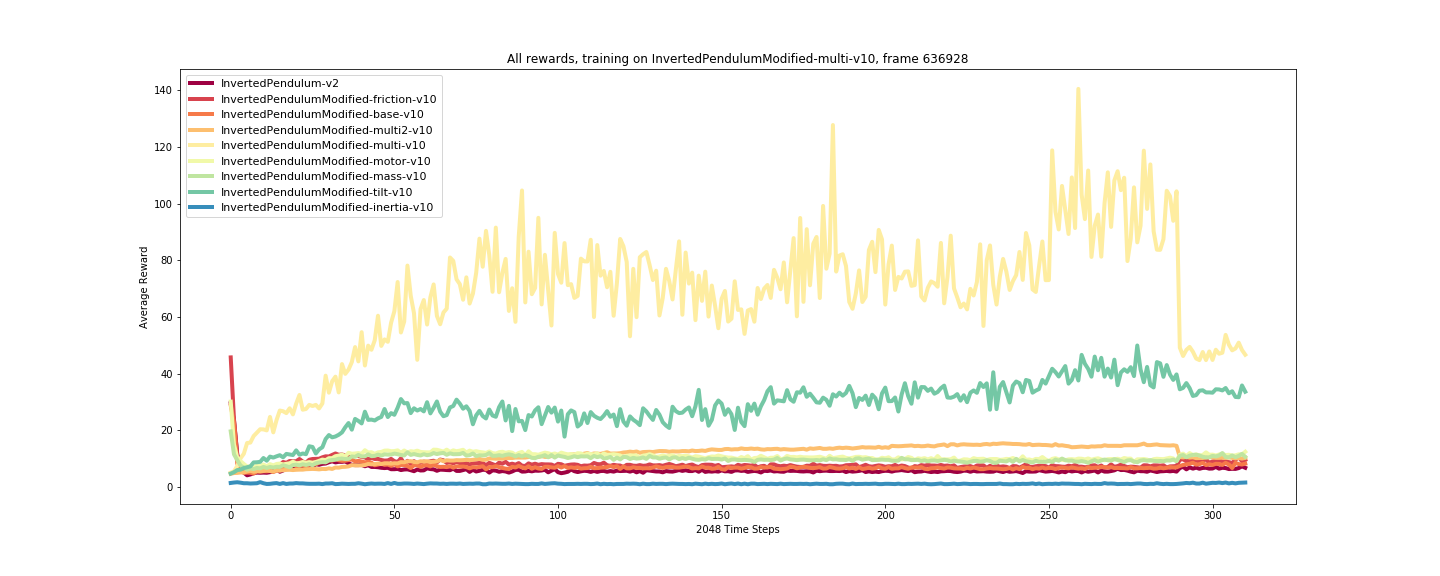 All rewards, training on InvertedPendulumModified-multi-v10, frame 636928
InvertedPendulum-v2
InvertedPendulumModified-friction-v10
InvertedPendulumModified-base-v10
InvertedPendulumModified-multi2-v10
InvertedPendulumModified-multi-v10
InvertedPendulumModified-motor-v10
InvertedPendulumModified-mass-v10
InvertedPendulumModified-tilt-v10
InvertedPendulumModified-inertia-v10
Average Reward
140
120
100
80
60
40
20
0
0 50 100 150 200 250 300
2048 Time Steps